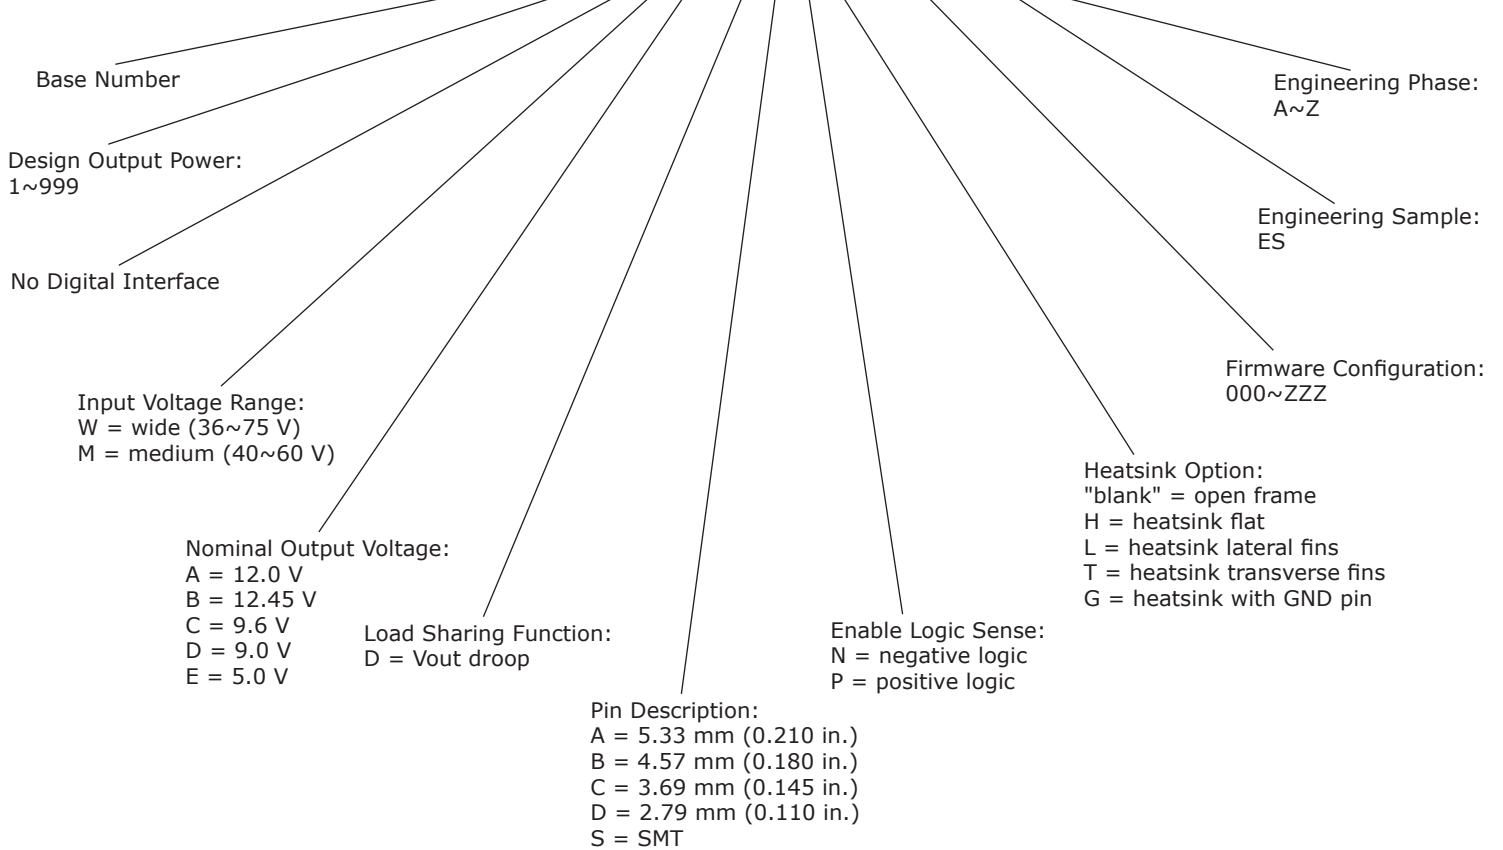 Base Number
Design Output Power:
1~999
No Digital Interface
Input Voltage Range:
W = wide (36~75 V)
M = medium (40~60 V)
Nominal Output Voltage:
A = 12.0 V
B = 12.45 V
C = 9.6 V
D = 9.0 V
E = 5.0 V
Load Sharing Function:
D = Vout droop
Pin Description:
A = 5.33 mm (0.210 in.)
B = 4.57 mm (0.180 in.)
C = 3.69 mm (0.145 in.)
D = 2.79 mm (0.110 in.)
S = SMT
Enable Logic Sense:
N = negative logic
P = positive logic
Heatsink Option:
"blank" = open frame
H = heatsink flat
L = heatsink lateral fins
T = heatsink transverse fins
G = heatsink with GND pin
Firmware Configuration:
000~ZZZ
Engineering Sample:
ES
Engineering Phase:
A~Z